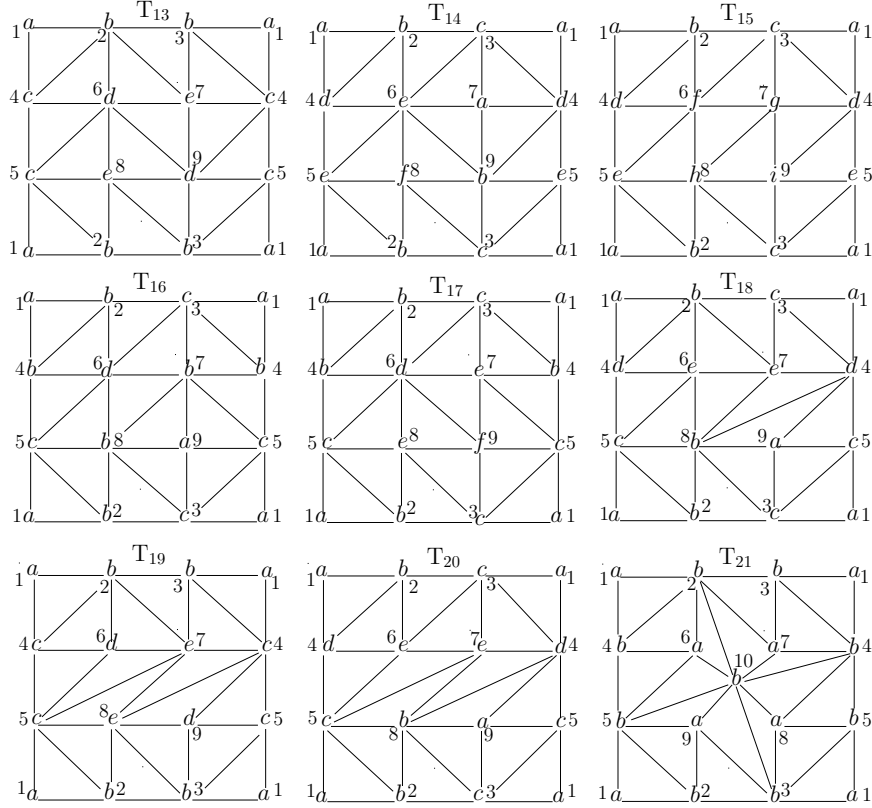 T13
1 a b 2 b 3 a 1
4 c 6 d e 7 c 4
5 c e 8 9 d c 5
1 a 2 b b 3 a 1
T14
1 a b 2 c 3 a 1
4 d 6 e 7 a d 4
5 e f 8 9 b e 5
1 a 2 b 3 c a 1
T15
1 a b 2 c 3 a 1
4 d 6 f 7 g d 4
5 e h 8 i 9 e 5
1 a b 2 c 3 a 1
T16
1 a b 2 c 3 a 1
4 b 6 d b 7 b 4
5 c b 8 a 9 c 5
1 a b 2 c 3 a 1
T17
1 a b 2 c 3 a 1
4 b 6 d e 7 b 4
5 c e 8 f 9 c 5
1 a b 2 3 c a 1
T18
1 a b 2 c 3 a 1
4 d 6 e e 7 d 4
5 c 8 b 9 a c 5
1 a b 2 3 c a 1
T19
1 a b 2 b 3 a 1
4 c 6 d e 7 c 4
5 c 8 e d 9 c 5
1 a b 2 b 3 a 1
T20
1 a b 2 c 3 a 1
4 d 6 e 7 e d 4
5 c b 8 a 9 c 5
1 a b 2 c 3 a 1
T21
1 a b 2 b 3 a 1
4 b 6 a a 7 b 4
10 b
5 b a 9 a 8 b 5
1 a b 2 b 3 a 1